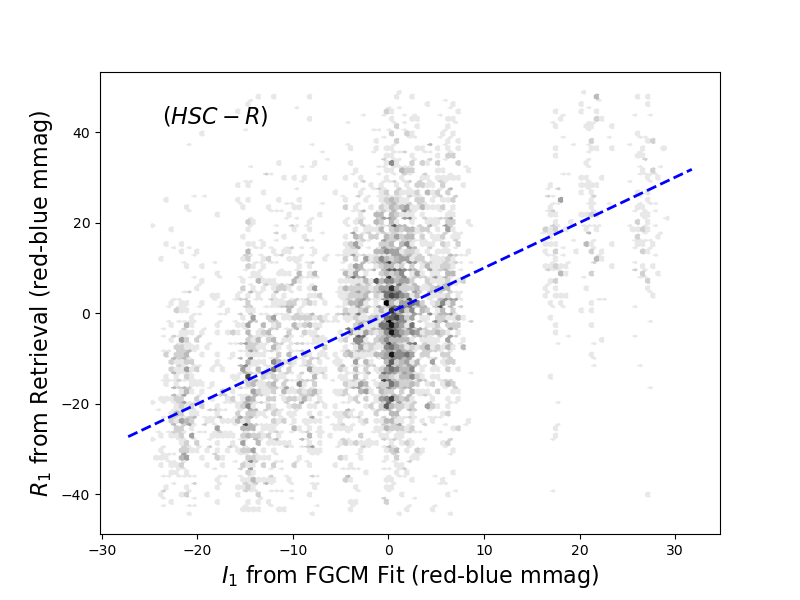 (HSC − R)
R₁ from Retrieval (red-blue mmag)
40
20
0
−20
−40
−30 −20 −10 0 10 20 30
I₁ from FGCM Fit (red-blue mmag)